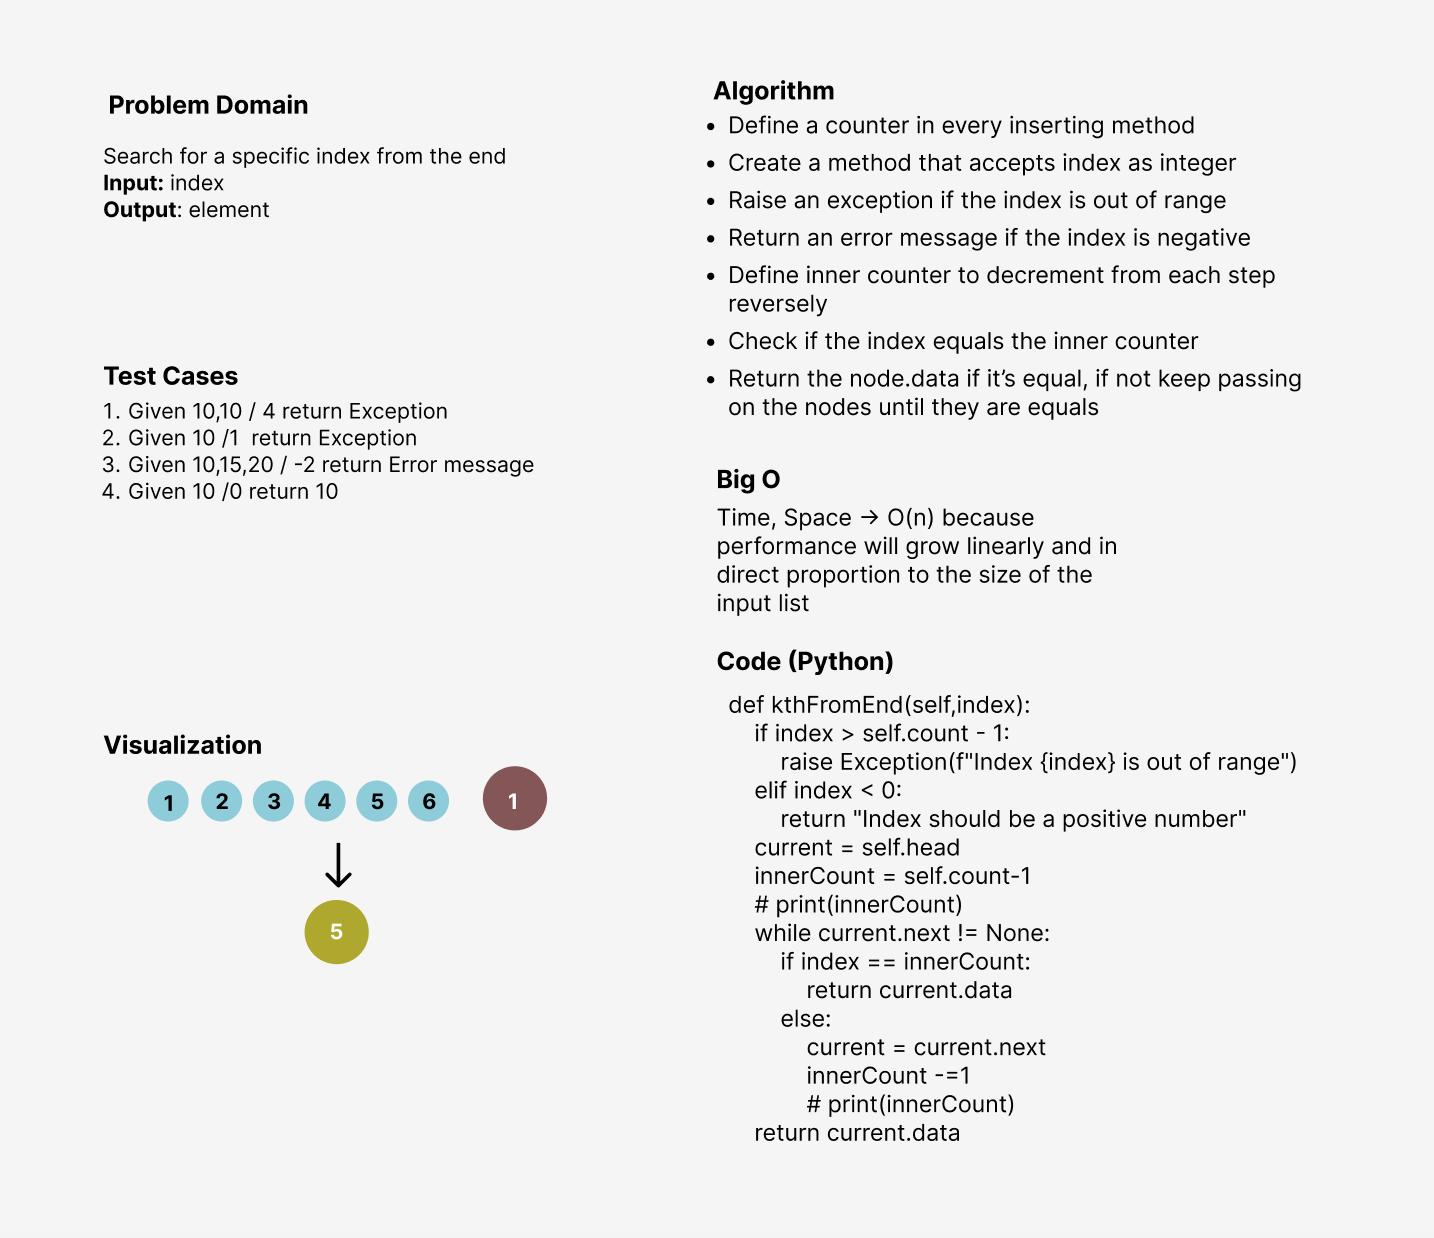 Problem Domain
Search for a specific index from the end
Input: index
Output: element
Test Cases
1. Given 10,10 / 4 return Exception
2. Given 10 /1  return Exception
3. Given 10,15,20 / -2 return Error message
4. Given 10 /0 return 10
Visualization
1 2 3 4 5 6 1
5
Algorithm
• Define a counter in every inserting method
• Create a method that accepts index as integer
• Raise an exception if the index is out of range
• Return an error message if the index is negative
• Define inner counter to decrement from each step
reversely
• Check if the index equals the inner counter
• Return the node.data if it’s equal, if not keep passing
on the nodes until they are equals
Big O
Time, Space → O(n) because
performance will grow linearly and in
direct proportion to the size of the
input list
Code (Python)
def kthFromEnd(self,index):
    if index > self.count - 1:
        raise Exception(f"Index {index} is out of range")
    elif index < 0:
        return "Index should be a positive number"
    current = self.head
    innerCount = self.count-1
    # print(innerCount)
    while current.next != None:
        if index == innerCount:
            return current.data
        else:
            current = current.next
            innerCount -=1
            # print(innerCount)
    return current.data